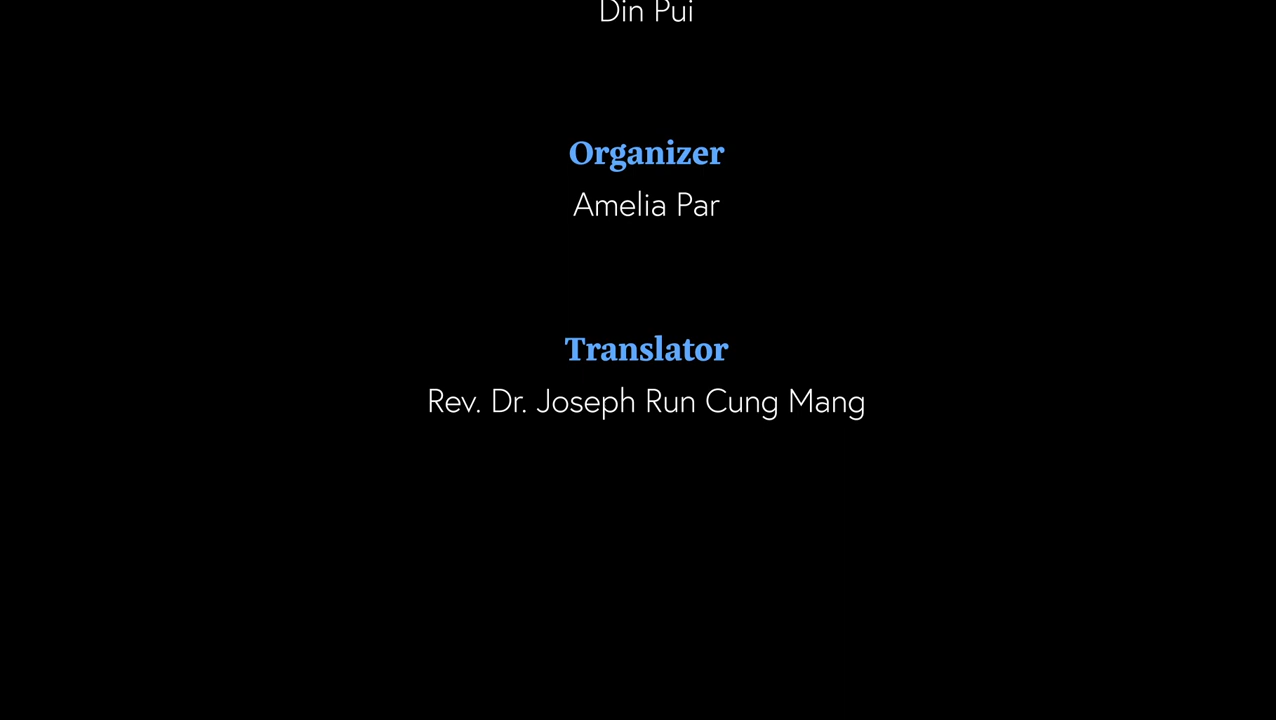 Din Pui
Organizer
Amelia Par
Translator
Rev. Dr. Joseph Run Cung Mang